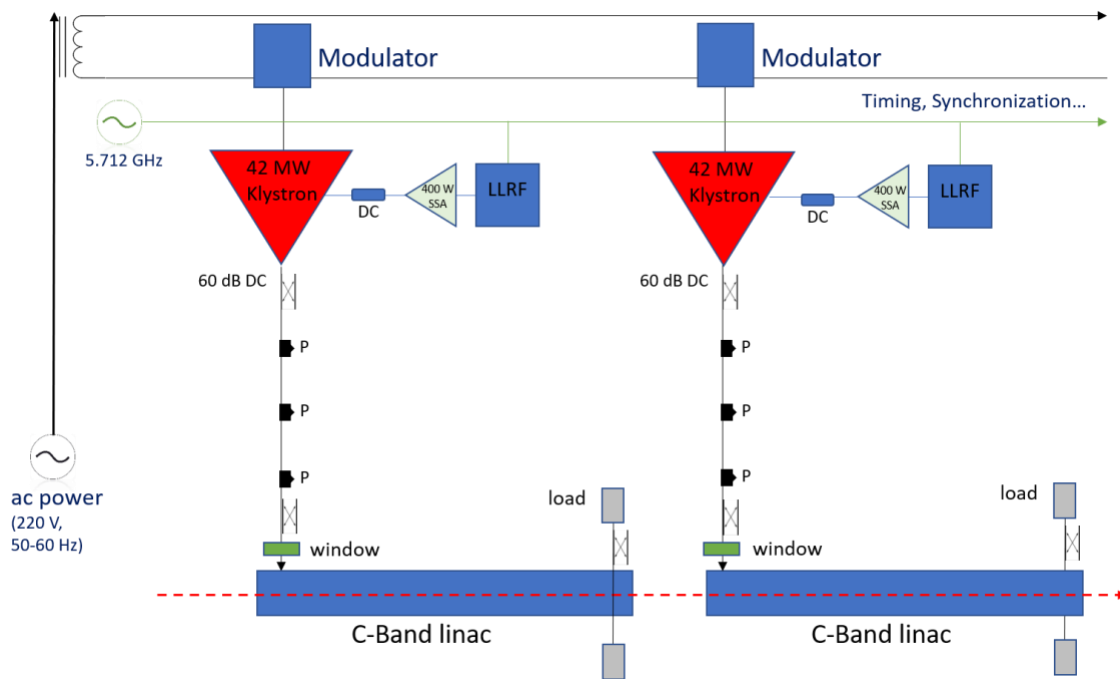 Modulator
Modulator
Timing, Synchronization...
5.712 GHz
42 MW
Klystron
DC
400 W
SSA
LLRF
42 MW
Klystron
DC
400 W
SSA
LLRF
60 dB DC
60 dB DC
P
P
P
P
P
P
ac power
(220 V,
50-60 Hz)
load
load
window
window
C-Band linac
C-Band linac